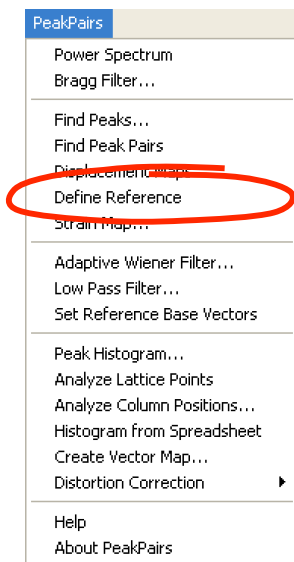 PeakPairs
Power Spectrum
Bragg Filter...
Find Peaks...
Find Peak Pairs
Displacement Maps...
Define Reference
Strain Map...
Adaptive Wiener Filter...
Low Pass Filter...
Set Reference Base Vectors
Peak Histogram...
Analyze Lattice Points
Analyze Column Positions...
Histogram from Spreadsheet
Create Vector Map...
Distortion Correction
Help
About PeakPairs